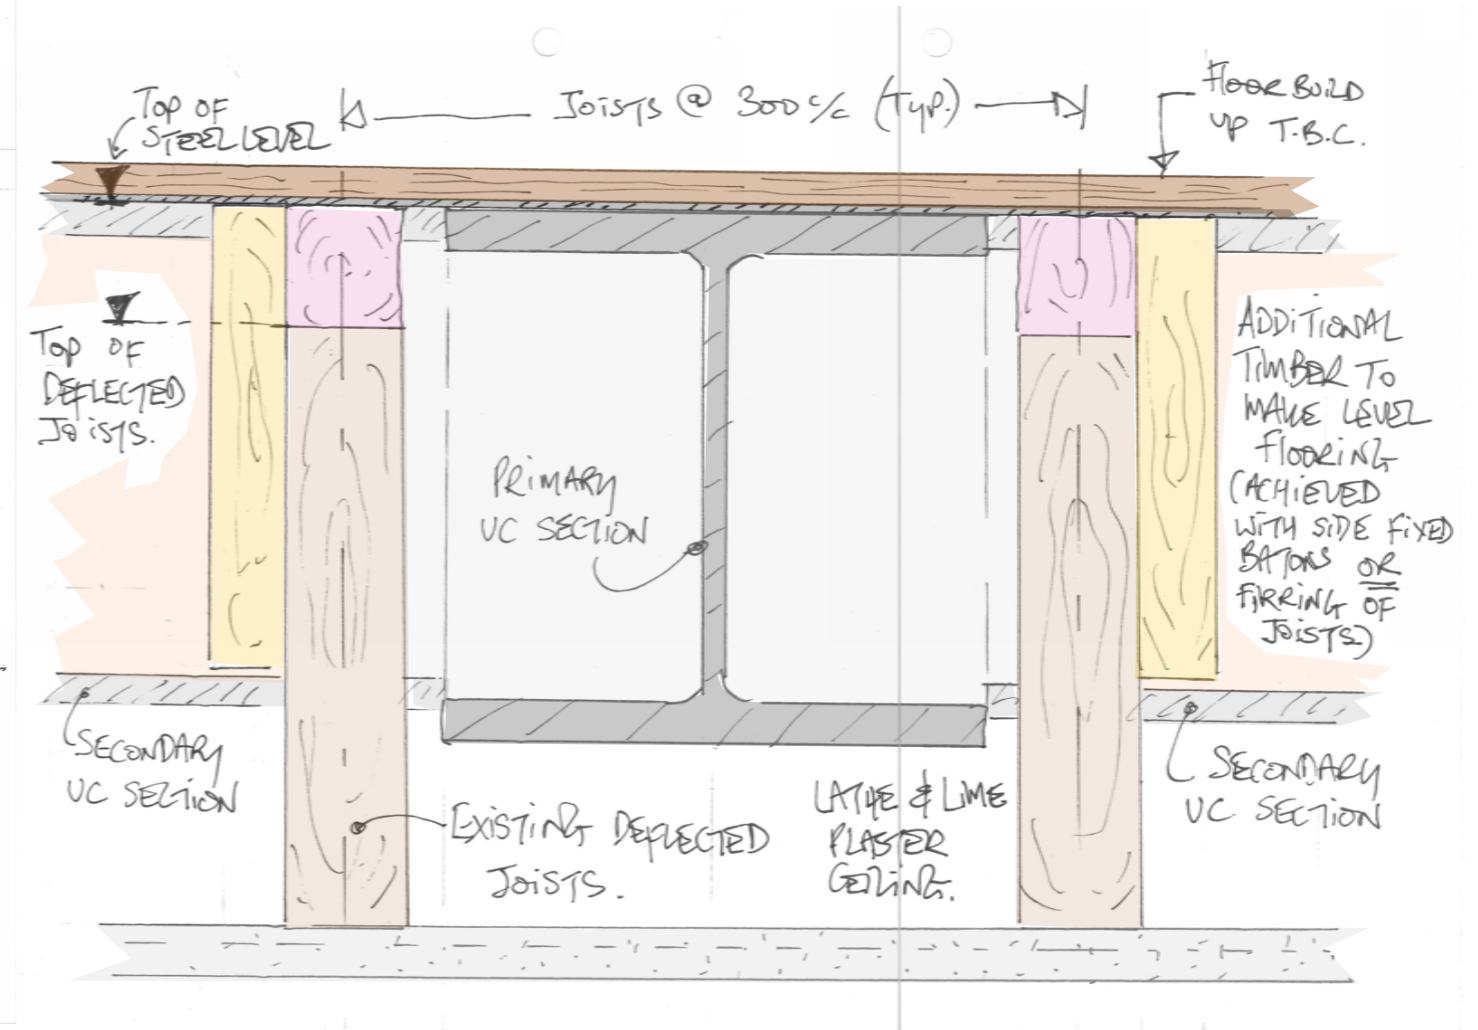 TOP OF
STEEL LEVEL
JOISTS @ 300 c/c (TYP.)
FLOOR BUILD
UP T.B.C.
TOP OF
DEFLECTED
JOISTS.
PRIMARY
UC SECTION
ADDITIONAL
TIMBER TO
MAKE LEVEL
FLOORING
(ACHIEVED
WITH SIDE FIXED
BATONS OR
FIRRING OF
JOISTS)
SECONDARY
UC SECTION
EXISTING DEFLECTED
JOISTS.
LATHE & LIME
PLASTER
CEILING.
SECONDARY
UC SECTION